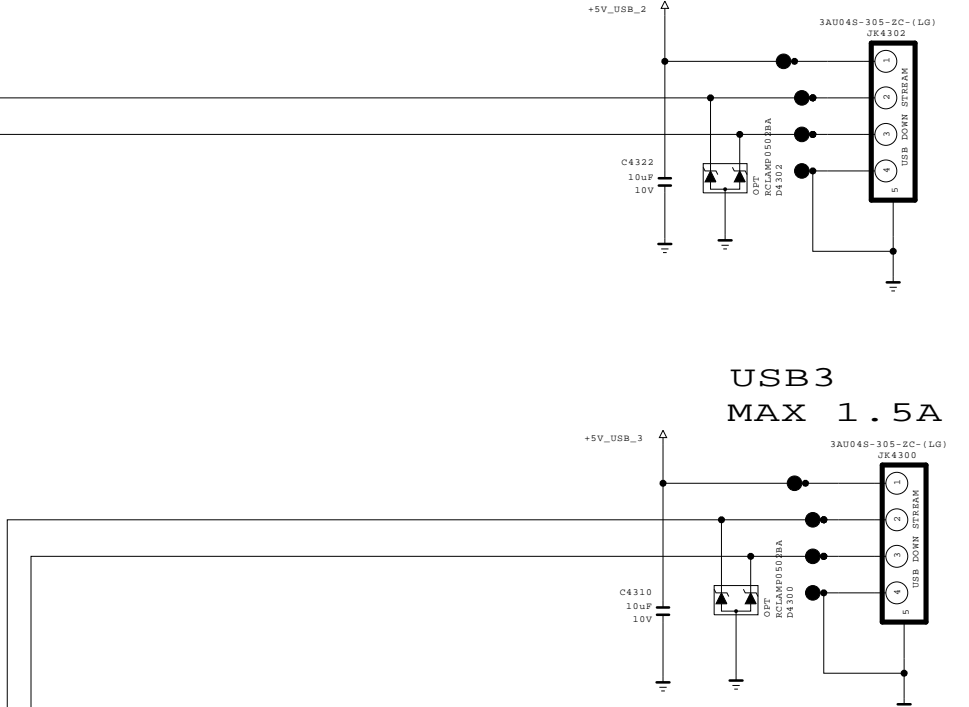 +5V_USB_2
3AU04S-305-ZC-(LG)
JK4302
1
2
3
4
5
USB DOWN STREAM
C4322
10uF
10V
OPT
RCLAMP0502BA
D4302
USB3
MAX 1.5A
+5V_USB_3
3AU04S-305-ZC-(LG)
JK4300
1
2
3
4
5
USB DOWN STREAM
C4310
10uF
10V
OPT
RCLAMP0502BA
D4300